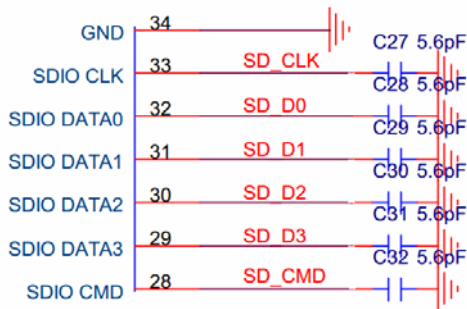 GND 34
C27 5.6pF
SDIO CLK 33 SD_CLK
C28 5.6pF
SDIO DATA0 32 SD_D0
C29 5.6pF
SDIO DATA1 31 SD_D1
C30 5.6pF
SDIO DATA2 30 SD_D2
C31 5.6pF
SDIO DATA3 29 SD_D3
C32 5.6pF
SDIO CMD 28 SD_CMD